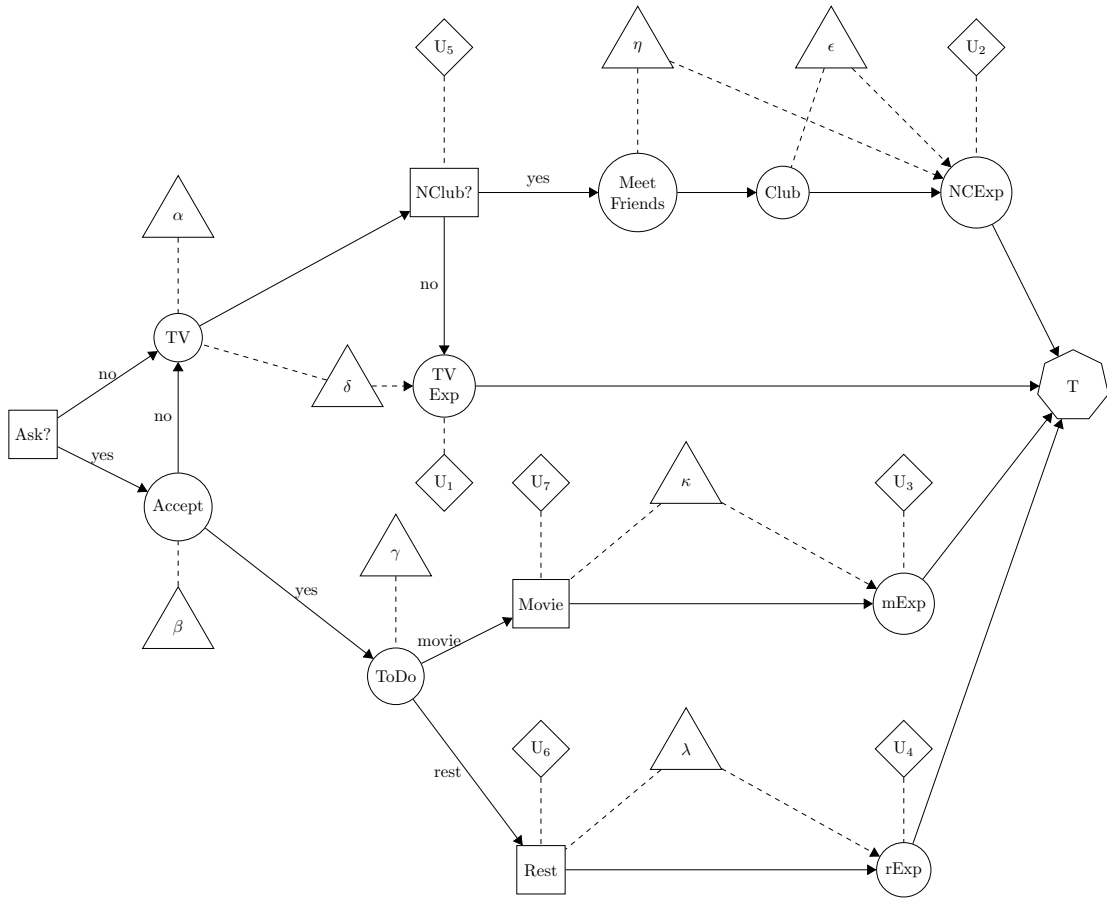 U5
η
ϵ
U2
NClub?
yes
Meet
Friends
Club
NCExp
α
no
TV
no
δ
TV
Exp
T
Ask?
no
yes
U1
U7
κ
U3
Accept
γ
yes
Movie
mExp
β
movie
ToDo
U6
λ
U4
rest
Rest
rExp